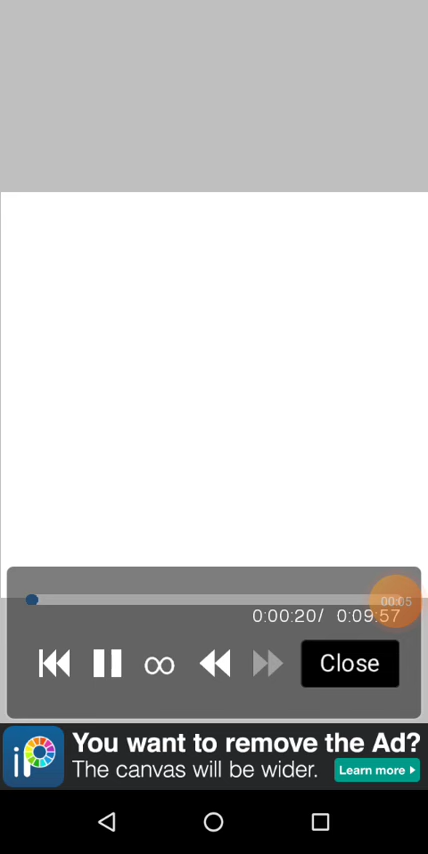 00:05
0:00:20/ 0:09:57
Close
You want to remove the Ad?
The canvas will be wider.
Learn more
iP